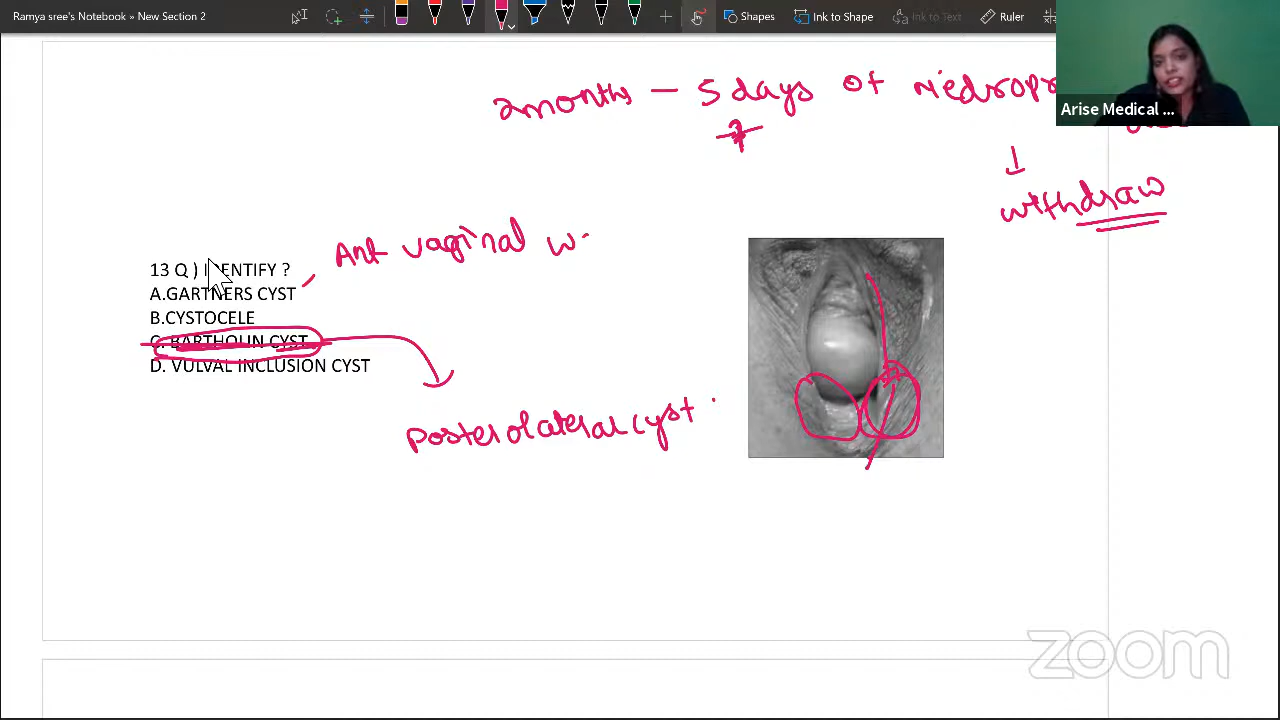 Ramya sree's Notebook » New Section 2
Shapes
Ink to Shape
Ink to Text
Ruler
Arise Medical ...
2months — 5 days of
withdraw
Ant vaginal w
13 Q ) IDENTIFY ?
A.GARTNERS CYST
B.CYSTOCELE
C. BARTHOLIN CYST
D. VULVAL INCLUSION CYST
Posterolateral cyst
zoom